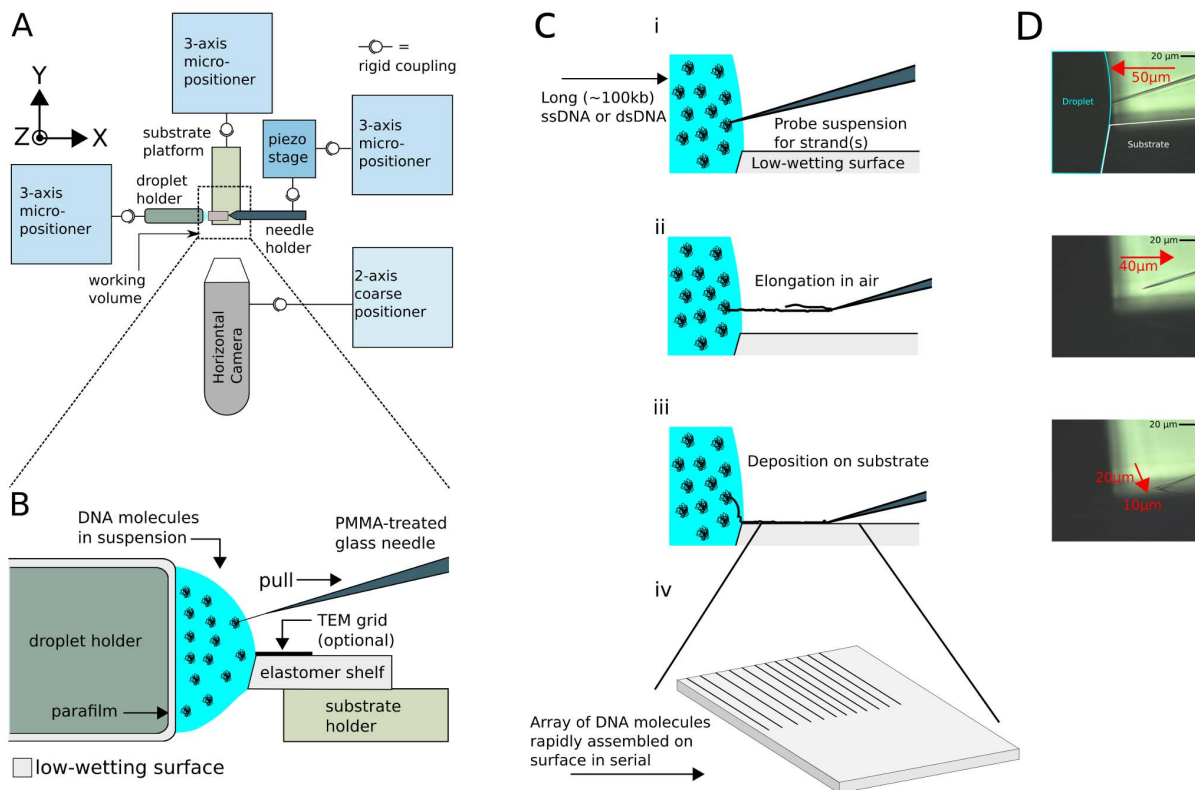 A
Y
Z
X
3-axis
micro-
positioner
=
rigid coupling
substrate
platform
piezo
stage
3-axis
micro-
positioner
3-axis
micro-
positioner
droplet
holder
needle
holder
working
volume
Horizontal
Camera
2-axis
coarse
positioner
B
DNA molecules
in suspension
PMMA-treated
glass needle
pull
TEM grid
(optional)
droplet holder
elastomer shelf
parafilm
substrate
holder
low-wetting surface
C
i
Long (~100kb)
ssDNA or dsDNA
Probe suspension
for strand(s)
Low-wetting surface
ii
Elongation in air
iii
Deposition on substrate
iv
Array of DNA molecules
rapidly assembled on
surface in serial
D
20 µm
50µm
Droplet
Substrate
20 µm
40µm
20 µm
20µm
10µm